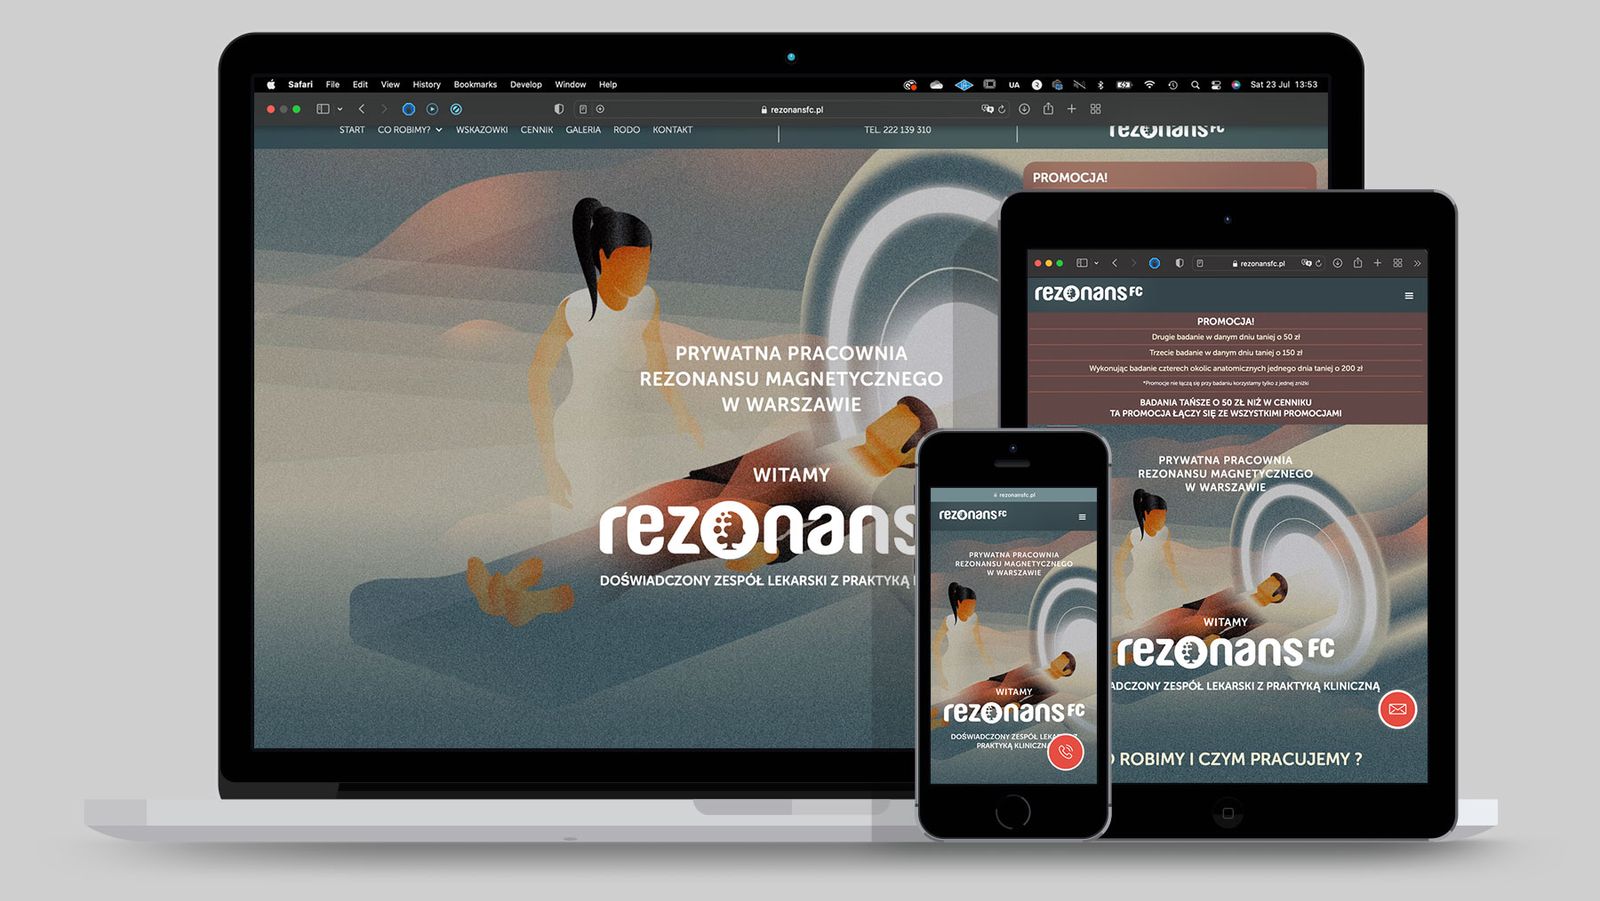 Safari File Edit View History Bookmarks Develop Window Help
UA
Sat 23 Jul 13:53
rezonansfc.pl
START CO ROBIMY? WSKAZOWKI CENNIK GALERIA RODO KONTAKT
TEL. 222 139 310
rezonans FC
PROMOCJA!
PRYWATNA PRACOWNIA
REZONANSU MAGNETYCZNEGO
W WARSZAWIE
WITAMY
rezonans
DOŚWIADCZONY ZESPÓŁ LEKARSKI Z PRAKTYKĄ
rezonansfc.pl
rezonans FC
PROMOCJA!
Drugie badanie w danym dniu taniej o 50 zł
Trzecie badanie w danym dniu taniej o 150 zł
Wykonując badanie czterech okolic anatomicznych jednego dnia taniej o 200 zł
*Promocje nie łączą się przy badaniu korzystamy tylko z jednej zniżki
BADANIA TAŃSZE O 50 ZŁ NIŻ W CENNIKU
TA PROMOCJA ŁĄCZY SIĘ ZE WSZYSTKIMI PROMOCJAMI
PRYWATNA PRACOWNIA
REZONANSU MAGNETYCZNEGO
W WARSZAWIE
WITAMY
rezonans FC
ADCZONY ZESPÓŁ LEKARSKI Z PRAKTYKĄ KLINICZNĄ
O ROBIMY I CZYM PRACUJEMY ?
rezonansfc.pl
rezonans FC
PRYWATNA PRACOWNIA
REZONANSU MAGNETYCZNEGO
W WARSZAWIE
WITAMY
rezonans FC
DOŚWIADCZONY ZESPÓŁ LEKA Z
PRAKTYKĄ KLINICZN